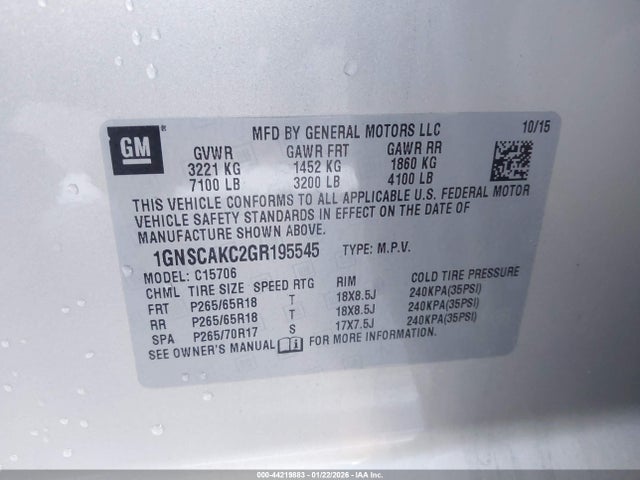 GM ®
MFD BY GENERAL MOTORS LLC 10/15
GVWR GAWR FRT GAWR RR
3221 KG 1452 KG 1860 KG
7100 LB 3200 LB 4100 LB
THIS VEHICLE CONFORMS TO ALL APPLICABLE U.S. FEDERAL MOTOR
VEHICLE SAFETY STANDARDS IN EFFECT ON THE DATE OF
MANUFACTURE SHOWN ABOVE.
1GNSCAKC2GR195545 TYPE: M.P.V.
MODEL: C15706
CHML TIRE SIZE SPEED RTG RIM COLD TIRE PRESSURE
FRT P265/65R18 T 18X8.5J 240KPA(35PSI)
RR P265/65R18 T 18X8.5J 240KPA(35PSI)
SPA P265/70R17 S 17X7.5J 240KPA(35PSI)
SEE OWNER'S MANUAL i FOR MORE INFORMATION.
000-44219883 - 01/22/2026 - IAA Inc.